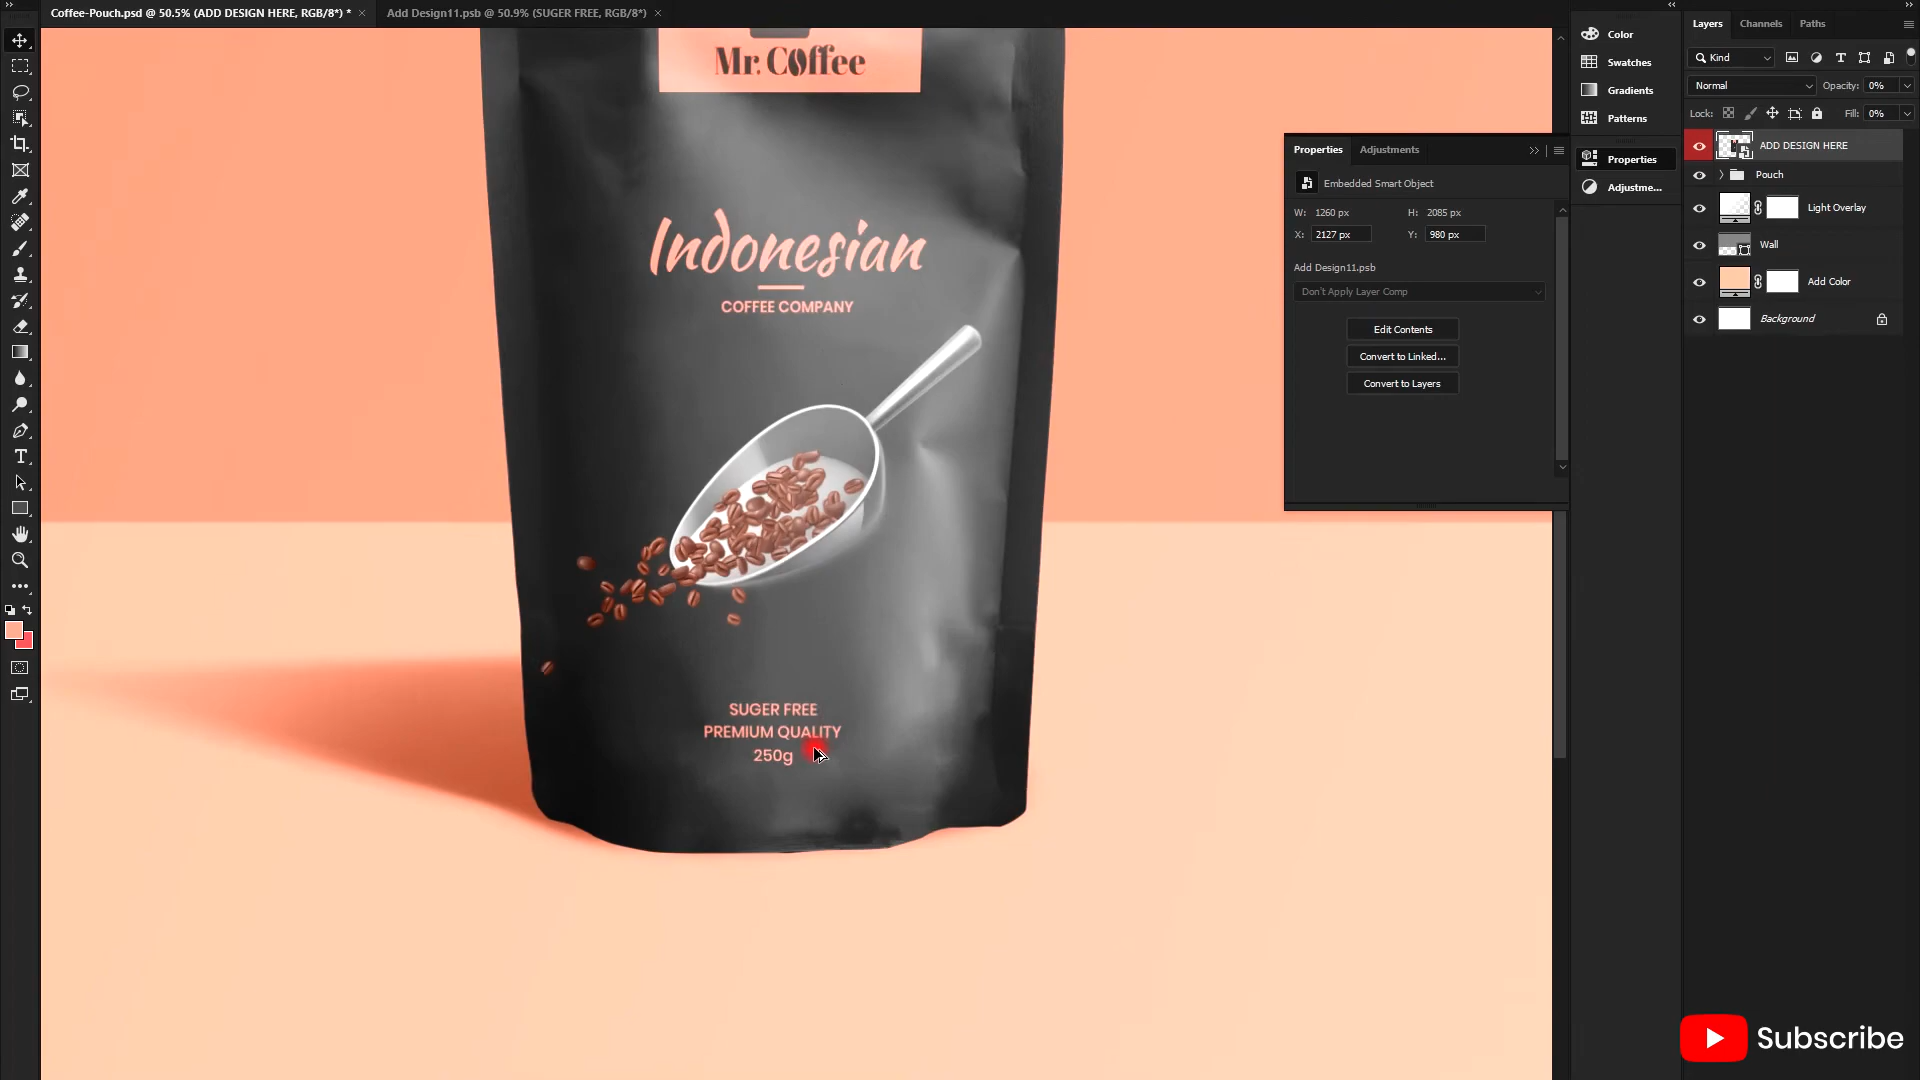 Coffee-Pouch.psd @ 50.5% (ADD DESIGN HERE, RGB/8*) *
Add Design11.psb @ 50.9% (SUGER FREE, RGB/8*)
Mr. Coffee
Indonesian
COFFEE COMPANY
SUGER FREE
PREMIUM QUALITY
250g
Properties
Adjustments
Embedded Smart Object
W: 1260 px
H: 2085 px
X: 2127 px
Y: 980 px
Add Design11.psb
Don't Apply Layer Comp
Edit Contents
Convert to Linked...
Convert to Layers
Color
Swatches
Gradients
Patterns
Properties
Adjustme...
Layers
Channels
Paths
Kind
Normal
Opacity: 0%
Lock:
Fill: 0%
ADD DESIGN HERE
Pouch
Light Overlay
Wall
Add Color
Background
Subscribe